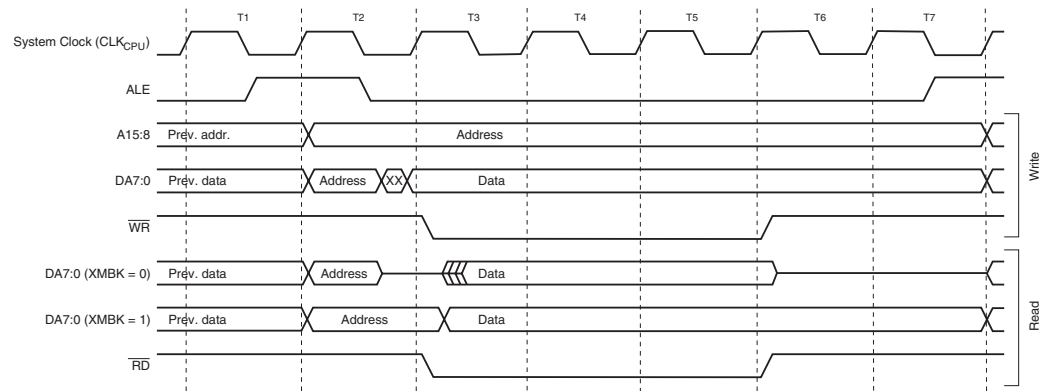 T1 T2 T3 T4 T5 T6 T7
System Clock (CLKCPU)
ALE
A15:8 Prev. addr. Address
DA7:0 Prev. data Address XX Data
WR
Write
DA7:0 (XMBK = 0) Prev. data Address Data
DA7:0 (XMBK = 1) Prev. data Address Data
RD
Read